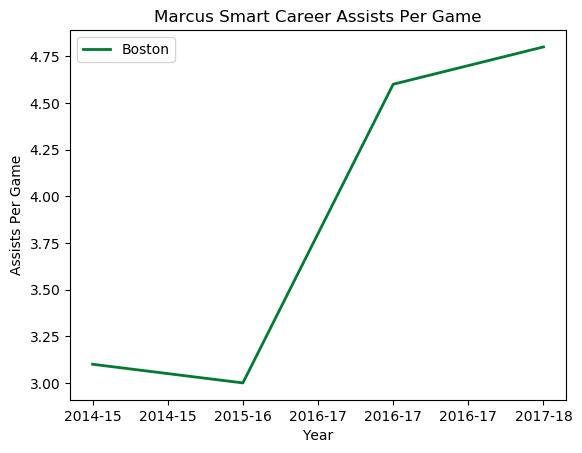 Marcus Smart Career Assists Per Game
Boston
4.75
4.50
4.25
4.00
3.75
3.50
3.25
3.00
Assists Per Game
2014-15 2014-15 2015-16 2016-17 2016-17 2016-17 2017-18
Year